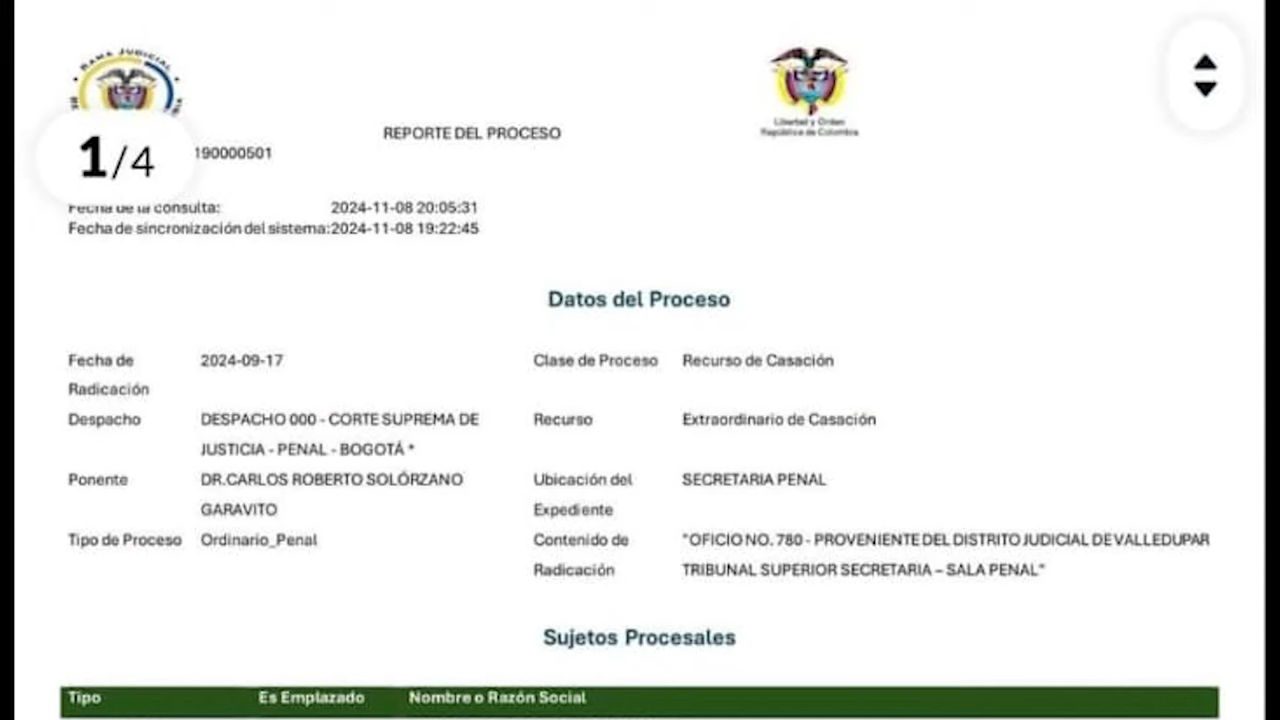 RAMA JUDICIAL
Libertad y Orden
República de Colombia
REPORTE DEL PROCESO
1/4
190000501
Fecha de la consulta: 2024-11-08 20:05:31
Fecha de sincronización del sistema: 2024-11-08 19:22:45
Datos del Proceso
Fecha de 2024-09-17 Clase de Proceso Recurso de Casación
Radicación
Despacho DESPACHO 000 - CORTE SUPREMA DE Recurso Extraordinario de Casación
JUSTICIA - PENAL - BOGOTÁ *
Ponente DR.CARLOS ROBERTO SOLÓRZANO Ubicación del SECRETARIA PENAL
GARAVITO Expediente
Tipo de Proceso Ordinario_Penal Contenido de "OFICIO NO. 780 - PROVENIENTE DEL DISTRITO JUDICIAL DE VALLEDUPAR
Radicación TRIBUNAL SUPERIOR SECRETARIA – SALA PENAL"
Sujetos Procesales
Tipo Es Emplazado Nombre o Razón Social